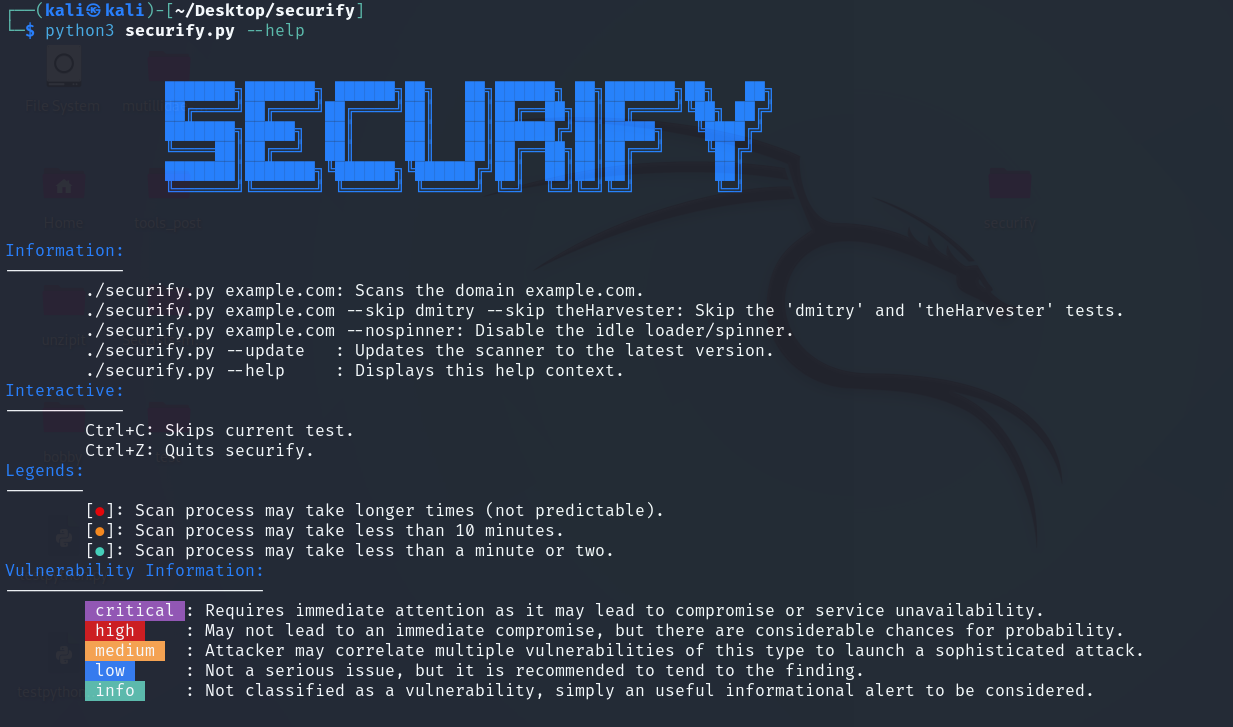 ┌──(kali㉿kali)-[~/Desktop/securify]
└─$ python3 securify.py --help
SECURIFY
File System
Home
tools_post
securify
Information:
------------
./securify.py example.com: Scans the domain example.com.
./securify.py example.com --skip dmitry --skip theHarvester: Skip the 'dmitry' and 'theHarvester' tests.
./securify.py example.com --nospinner: Disable the idle loader/spinner.
./securify.py --update   : Updates the scanner to the latest version.
./securify.py --help     : Displays this help context.
Interactive:
------------
Ctrl+C: Skips current test.
Ctrl+Z: Quits securify.
Legends:
--------
[●]: Scan process may take longer times (not predictable).
[●]: Scan process may take less than 10 minutes.
[●]: Scan process may take less than a minute or two.
Vulnerability Information:
--------------------------
critical : Requires immediate attention as it may lead to compromise or service unavailability.
high     : May not lead to an immediate compromise, but there are considerable chances for probability.
medium   : Attacker may correlate multiple vulnerabilities of this type to launch a sophisticated attack.
low      : Not a serious issue, but it is recommended to tend to the finding.
info     : Not classified as a vulnerability, simply an useful informational alert to be considered.